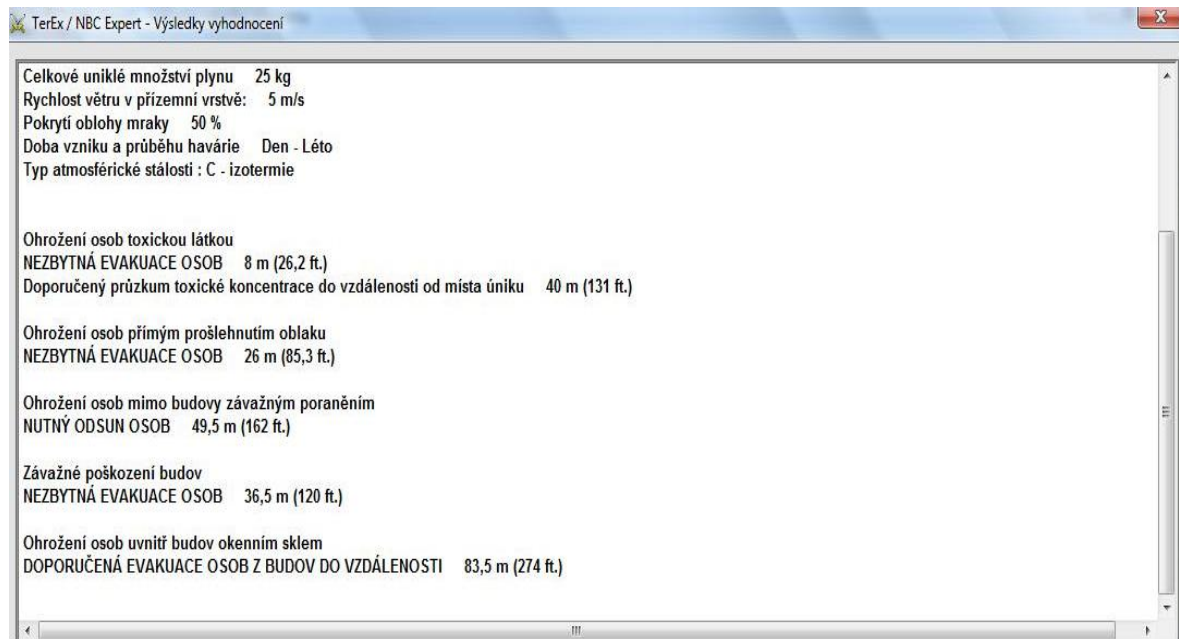 TerEx / NBC Expert - Výsledky vyhodnocení
Celkové uniklé množství plynu 25 kg
Rychlost větru v přízemní vrstvě: 5 m/s
Pokrytí oblohy mraky 50 %
Doba vzniku a průběhu havárie Den - Léto
Typ atmosférické stálosti : C - izotermie
Ohrožení osob toxickou látkou
NEZBYTNÁ EVAKUACE OSOB 8 m (26,2 ft.)
Doporučený průzkum toxické koncentrace do vzdálenosti od místa úniku 40 m (131 ft.)
Ohrožení osob přímým prošlehnutím oblaku
NEZBYTNÁ EVAKUACE OSOB 26 m (85,3 ft.)
Ohrožení osob mimo budovy závažným poraněním
NUTNÝ ODSUN OSOB 49,5 m (162 ft.)
Závažné poškození budov
NEZBYTNÁ EVAKUACE OSOB 36,5 m (120 ft.)
Ohrožení osob uvnitř budov okenním sklem
DOPORUČENÁ EVAKUACE OSOB Z BUDOV DO VZDÁLENOSTI 83,5 m (274 ft.)